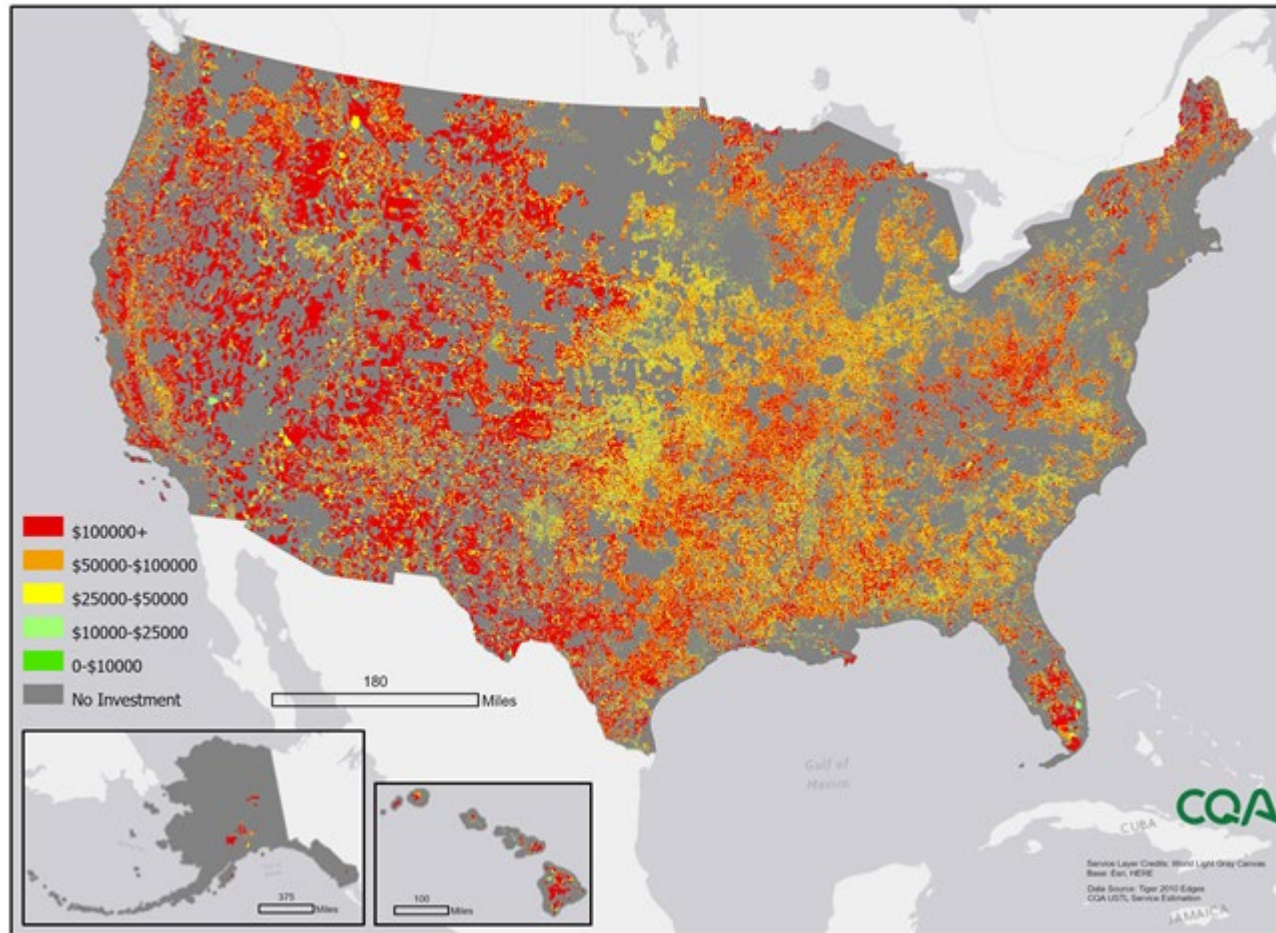 $100000+
$50000-$100000
$25000-$50000
$10000-$25000
0-$10000
No Investment
180
Miles
375
Miles
100
Miles
Gulf of
Mexico
CUBA
JAMAICA
CQA
Service Layer Credits: World Light Gray Canvas
Base: Esri, HERE
Data Source: Tiger 2010 Edges
CQA USTL Service Estimation